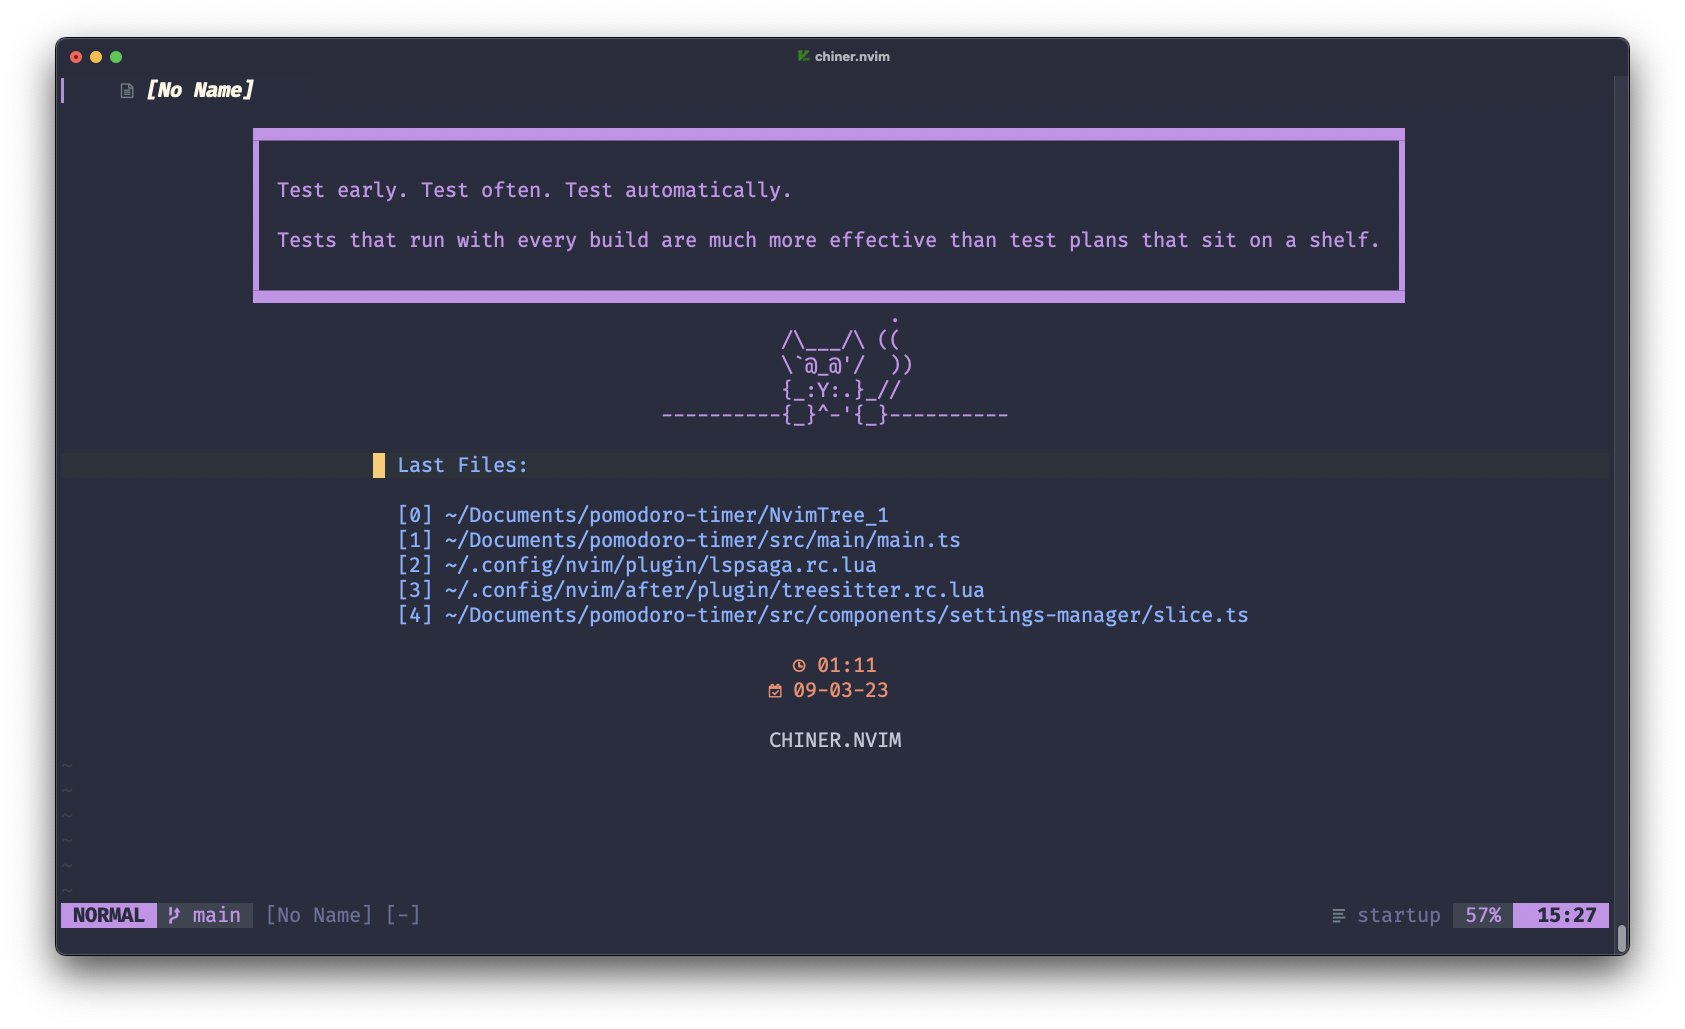 chiner.nvim
[No Name]
Test early. Test often. Test automatically.
Tests that run with every build are much more effective than test plans that sit on a shelf.
          .
/\___/\ ((
\`@_@'/  ))
{_:Y:.}_//
----------{_}^-'{_}----------
Last Files:
[0] ~/Documents/pomodoro-timer/NvimTree_1
[1] ~/Documents/pomodoro-timer/src/main/main.ts
[2] ~/.config/nvim/plugin/lspsaga.rc.lua
[3] ~/.config/nvim/after/plugin/treesitter.rc.lua
[4] ~/Documents/pomodoro-timer/src/components/settings-manager/slice.ts
01:11
09-03-23
CHINER.NVIM
~
~
~
~
~
~
NORMAL main [No Name] [-] startup 57% 15:27